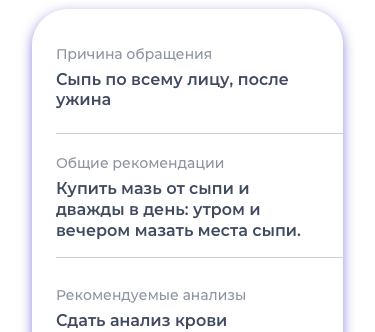 Причина обращения
Сыпь по всему лицу, после
ужина
Общие рекомендации
Купить мазь от сыпи и
дважды в день: утром и
вечером мазать места сыпи.
Рекомендуемые анализы
Сдать анализ крови